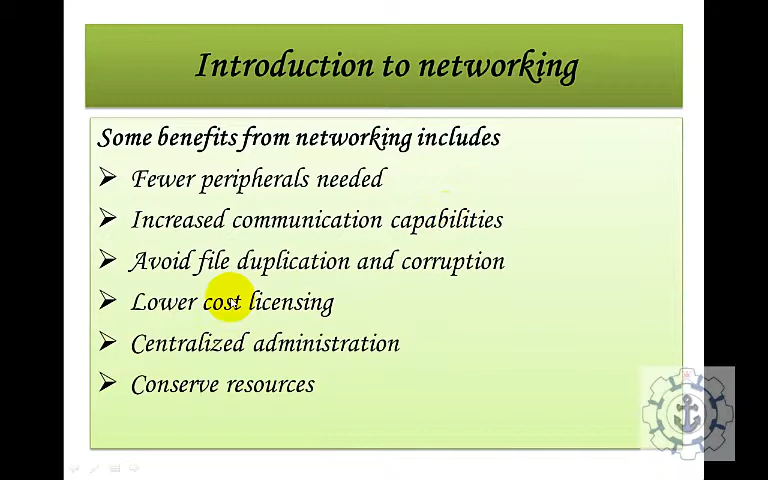 Introduction to networking
Some benefits from networking includes
Fewer peripherals needed
Increased communication capabilities
Avoid file duplication and corruption
Lower cost licensing
Centralized administration
Conserve resources